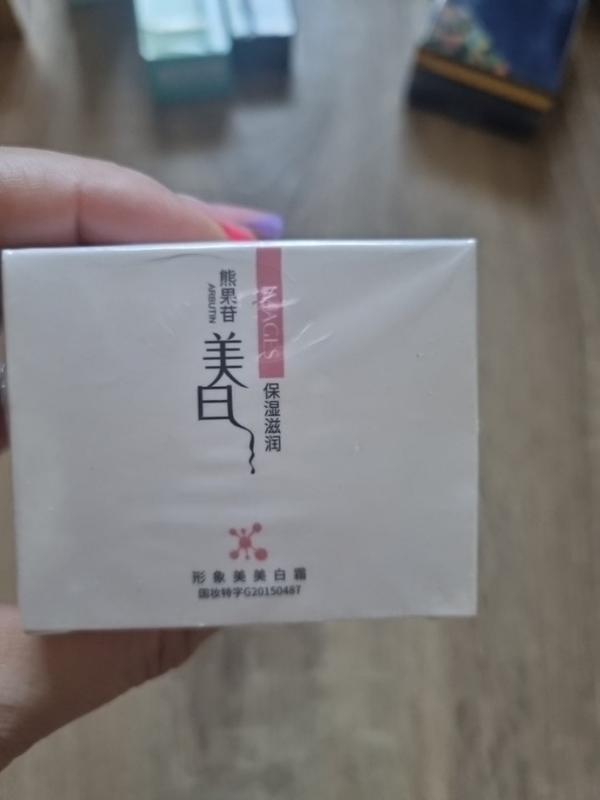 IMAGES
熊果苷
ARBUTIN
美白
保湿滋润
形象美美白霜
国妆特字G20150487